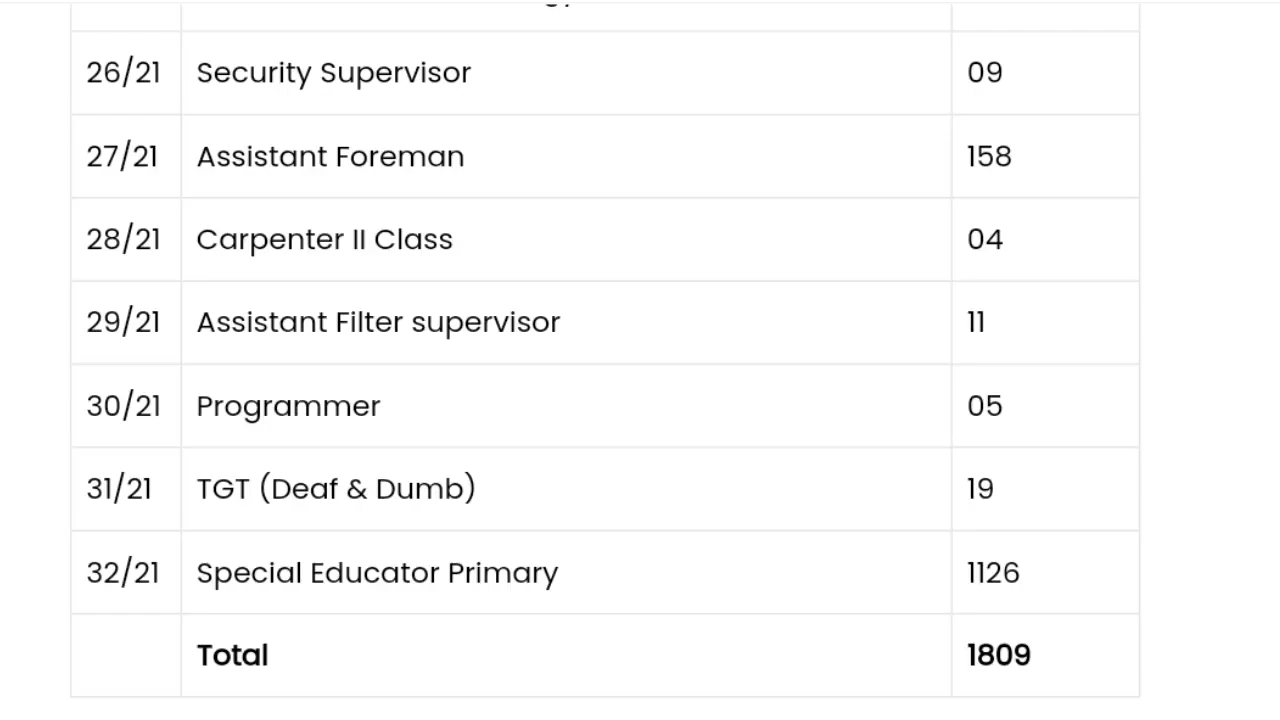 26/21 Security Supervisor 09
27/21 Assistant Foreman 158
28/21 Carpenter II Class 04
29/21 Assistant Filter supervisor 11
30/21 Programmer 05
31/21 TGT (Deaf & Dumb) 19
32/21 Special Educator Primary 1126
Total 1809